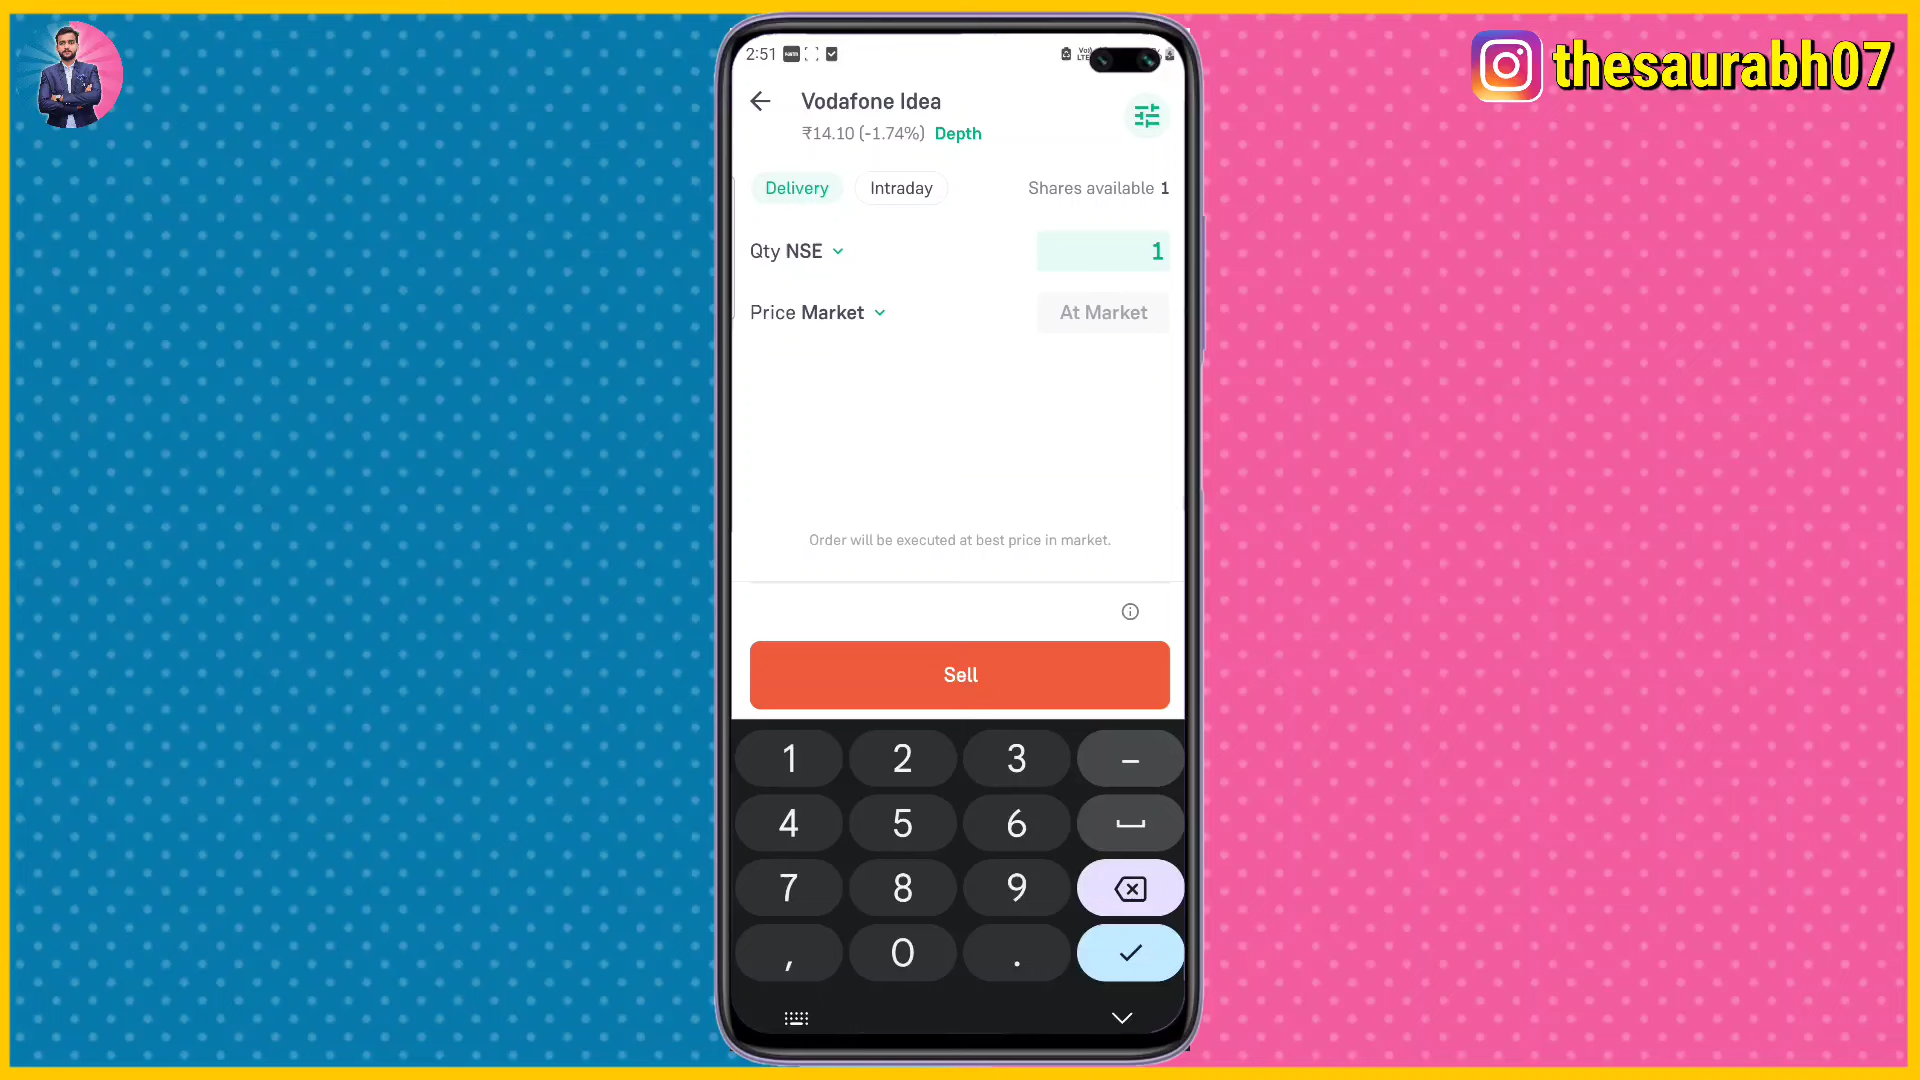 thesaurabh07
2:51
Vodafone Idea
₹14.10 (-1.74%) Depth
Delivery Intraday Shares available 1
Qty NSE 1
Price Market At Market
Order will be executed at best price in market.
Sell
1 2 3 –
4 5 6
7 8 9
, 0 .